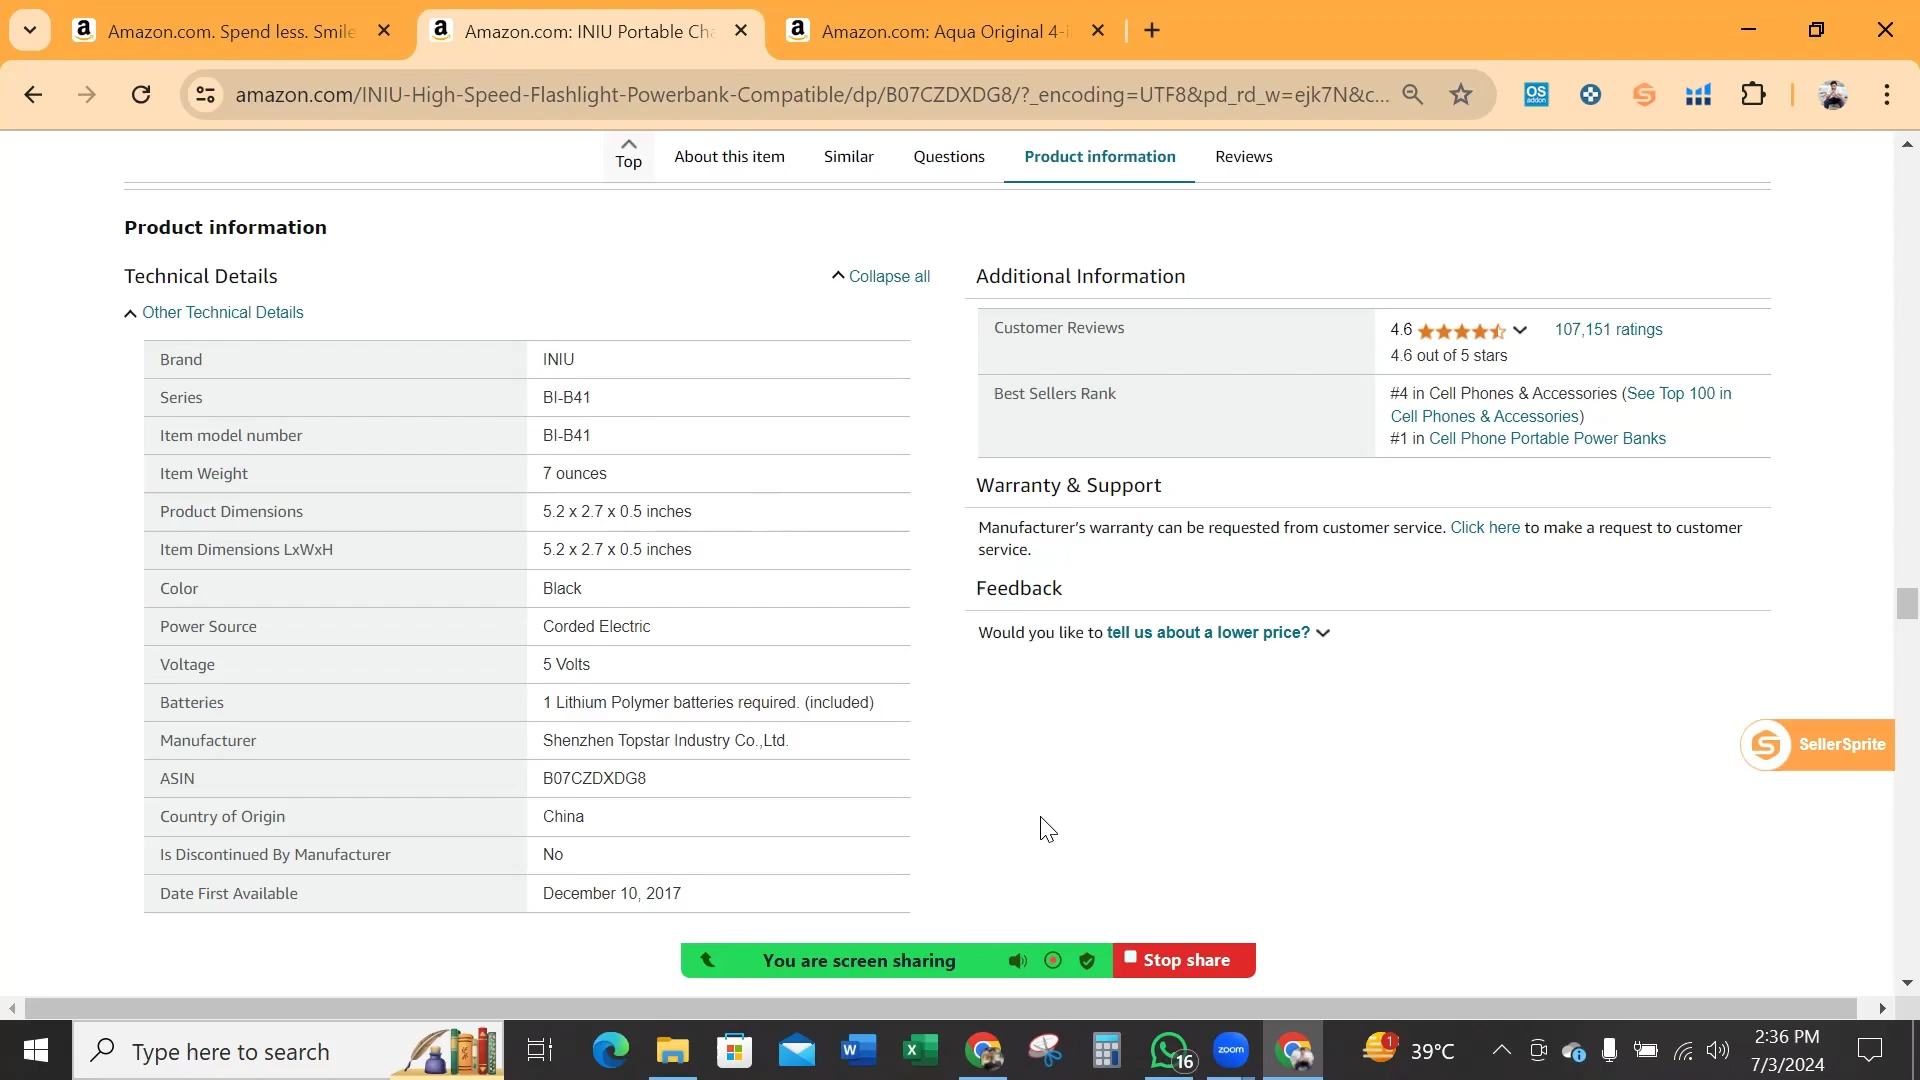 Amazon.com. Spend less. Smile
Amazon.com: INIU Portable Cha
Amazon.com: Aqua Original 4-i
amazon.com/INIU-High-Speed-Flashlight-Powerbank-Compatible/dp/B07CZDXDG8/?_encoding=UTF8&pd_rd_w=ejk7N&c...
OS
addon
Top
About this item
Similar
Questions
Product information
Reviews
Product information
Technical Details
Collapse all
Other Technical Details
Brand INIU
Series BI-B41
Item model number BI-B41
Item Weight 7 ounces
Product Dimensions 5.2 x 2.7 x 0.5 inches
Item Dimensions LxWxH 5.2 x 2.7 x 0.5 inches
Color Black
Power Source Corded Electric
Voltage 5 Volts
Batteries 1 Lithium Polymer batteries required. (included)
Manufacturer Shenzhen Topstar Industry Co.,Ltd.
ASIN B07CZDXDG8
Country of Origin China
Is Discontinued By Manufacturer No
Date First Available December 10, 2017
Additional Information
Customer Reviews 4.6 107,151 ratings
4.6 out of 5 stars
Best Sellers Rank #4 in Cell Phones & Accessories (See Top 100 in
Cell Phones & Accessories)
#1 in Cell Phone Portable Power Banks
Warranty & Support
Manufacturer's warranty can be requested from customer service. Click here to make a request to customer
service.
Feedback
Would you like to tell us about a lower price?
SellerSprite
You are screen sharing
Stop share
Type here to search
W
X
16
zoom
1
39°C
2:36 PM
7/3/2024